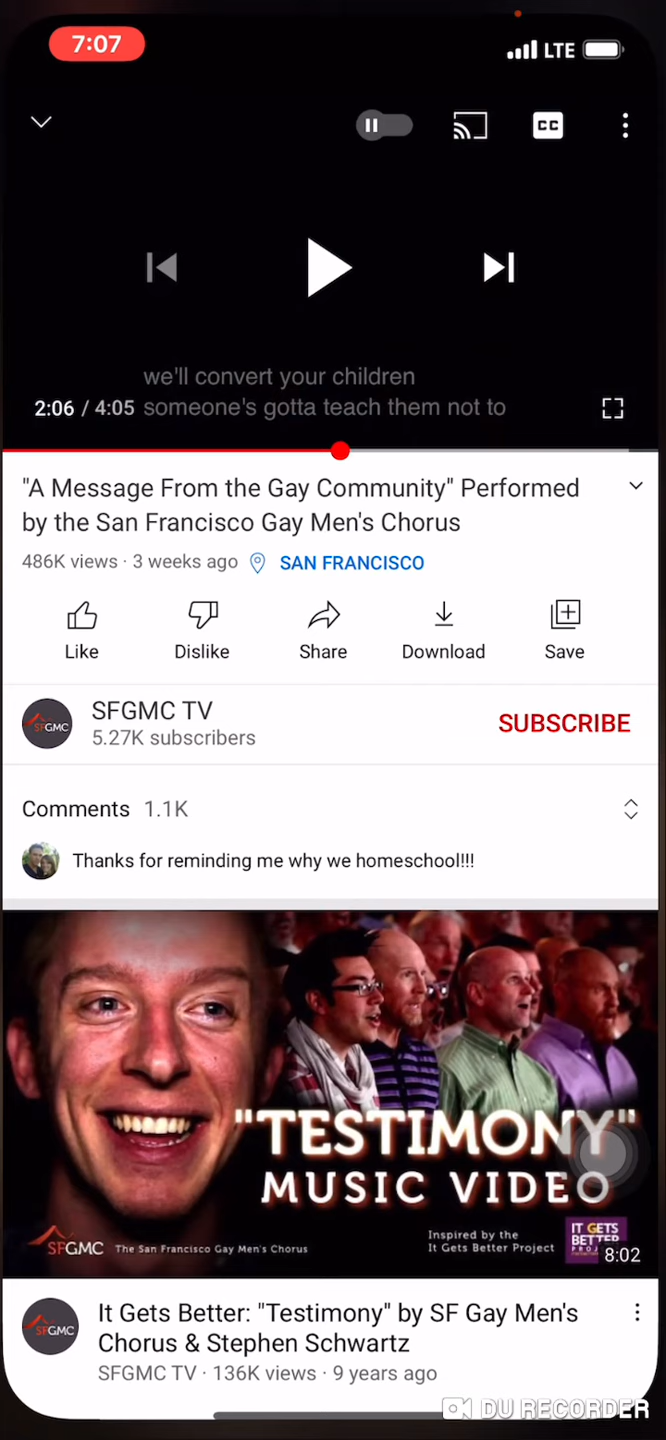 7:07
LTE
CC
we'll convert your children
2:06 / 4:05 someone's gotta teach them not to
"A Message From the Gay Community" Performed
by the San Francisco Gay Men's Chorus
486K views · 3 weeks ago SAN FRANCISCO
Like Dislike Share Download Save
SFGMC
SFGMC TV
5.27K subscribers
SUBSCRIBE
Comments 1.1K
Thanks for reminding me why we homeschool!!!
"TESTIMONY"
MUSIC VIDEO
SFGMC The San Francisco Gay Men's Chorus
Inspired by the
It Gets Better Project
IT GETS
BETTER
8:02
SFGMC
It Gets Better: "Testimony" by SF Gay Men's
Chorus & Stephen Schwartz
SFGMC TV · 136K views · 9 years ago
DU RECORDER